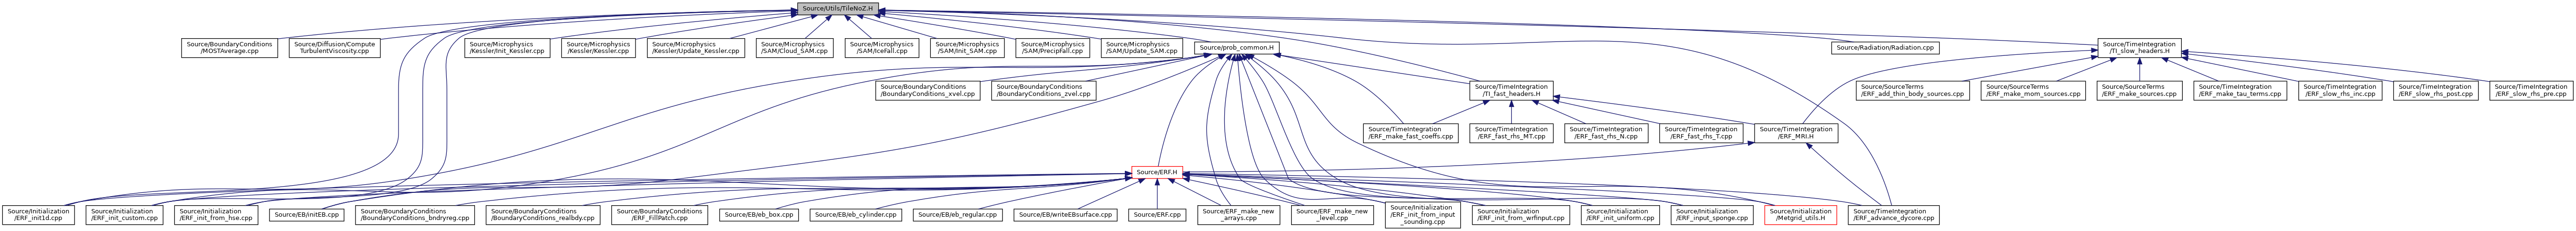 Source/Utils/TileNoZ.H
Source/BoundaryConditions
/MOSTAverage.cpp
Source/Diffusion/Compute
TurbulentViscosity.cpp
Source/Microphysics
/Kessler/Init_Kessler.cpp
Source/Microphysics
/Kessler/Kessler.cpp
Source/Microphysics
/Kessler/Update_Kessler.cpp
Source/Microphysics
/SAM/Cloud_SAM.cpp
Source/Microphysics
/SAM/IceFall.cpp
Source/Microphysics
/SAM/Init_SAM.cpp
Source/Microphysics
/SAM/PrecipFall.cpp
Source/Microphysics
/SAM/Update_SAM.cpp
Source/prob_common.H
Source/Radiation/Radiation.cpp
Source/TimeIntegration
/TI_slow_headers.H
Source/BoundaryConditions
/BoundaryConditions_xvel.cpp
Source/BoundaryConditions
/BoundaryConditions_zvel.cpp
Source/TimeIntegration
/TI_fast_headers.H
Source/SourceTerms
/ERF_add_thin_body_sources.cpp
Source/SourceTerms
/ERF_make_mom_sources.cpp
Source/SourceTerms
/ERF_make_sources.cpp
Source/TimeIntegration
/ERF_make_tau_terms.cpp
Source/TimeIntegration
/ERF_slow_rhs_inc.cpp
Source/TimeIntegration
/ERF_slow_rhs_post.cpp
Source/TimeIntegration
/ERF_slow_rhs_pre.cpp
Source/TimeIntegration
/ERF_make_fast_coeffs.cpp
Source/TimeIntegration
/ERF_fast_rhs_MT.cpp
Source/TimeIntegration
/ERF_fast_rhs_N.cpp
Source/TimeIntegration
/ERF_fast_rhs_T.cpp
Source/TimeIntegration
/ERF_MRI.H
Source/ERF.H
Source/Initialization
/ERF_init1d.cpp
Source/Initialization
/ERF_init_custom.cpp
Source/Initialization
/ERF_init_from_hse.cpp
Source/EB/initEB.cpp
Source/BoundaryConditions
/BoundaryConditions_bndryreg.cpp
Source/BoundaryConditions
/BoundaryConditions_realbdy.cpp
Source/BoundaryConditions
/ERF_FillPatch.cpp
Source/EB/eb_box.cpp
Source/EB/eb_cylinder.cpp
Source/EB/eb_regular.cpp
Source/EB/writeEBsurface.cpp
Source/ERF.cpp
Source/ERF_make_new
_arrays.cpp
Source/ERF_make_new
_level.cpp
Source/Initialization
/ERF_init_from_input
_sounding.cpp
Source/Initialization
/ERF_init_from_wrfinput.cpp
Source/Initialization
/ERF_init_uniform.cpp
Source/Initialization
/ERF_input_sponge.cpp
Source/Initialization
/Metgrid_utils.H
Source/TimeIntegration
/ERF_advance_dycore.cpp